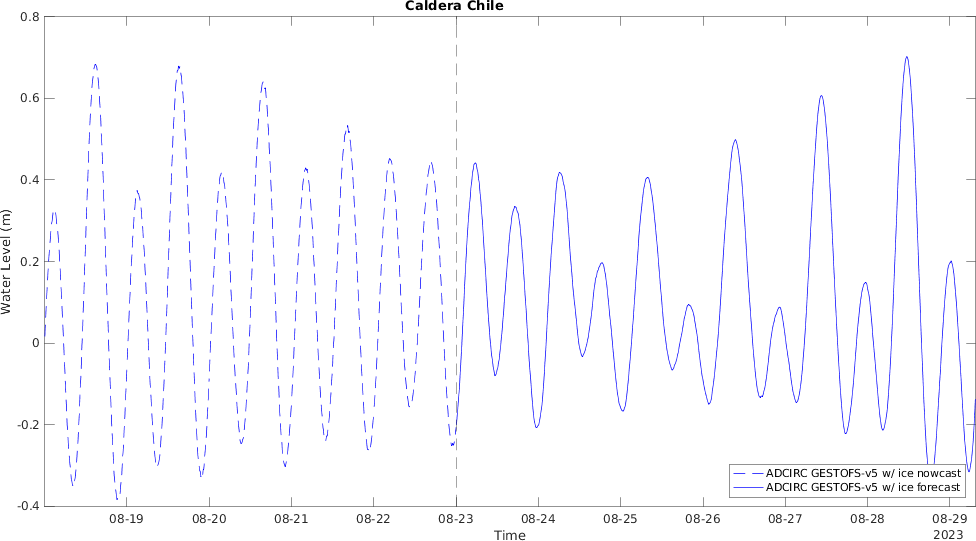 Caldera Chile
0.8
0.6
0.4
0.2
0
-0.2
-0.4
Water Level (m)
ADCIRC GESTOFS-v5 w/ ice nowcast
ADCIRC GESTOFS-v5 w/ ice forecast
08-19 08-20 08-21 08-22 08-23 08-24 08-25 08-26 08-27 08-28 08-29
Time
2023